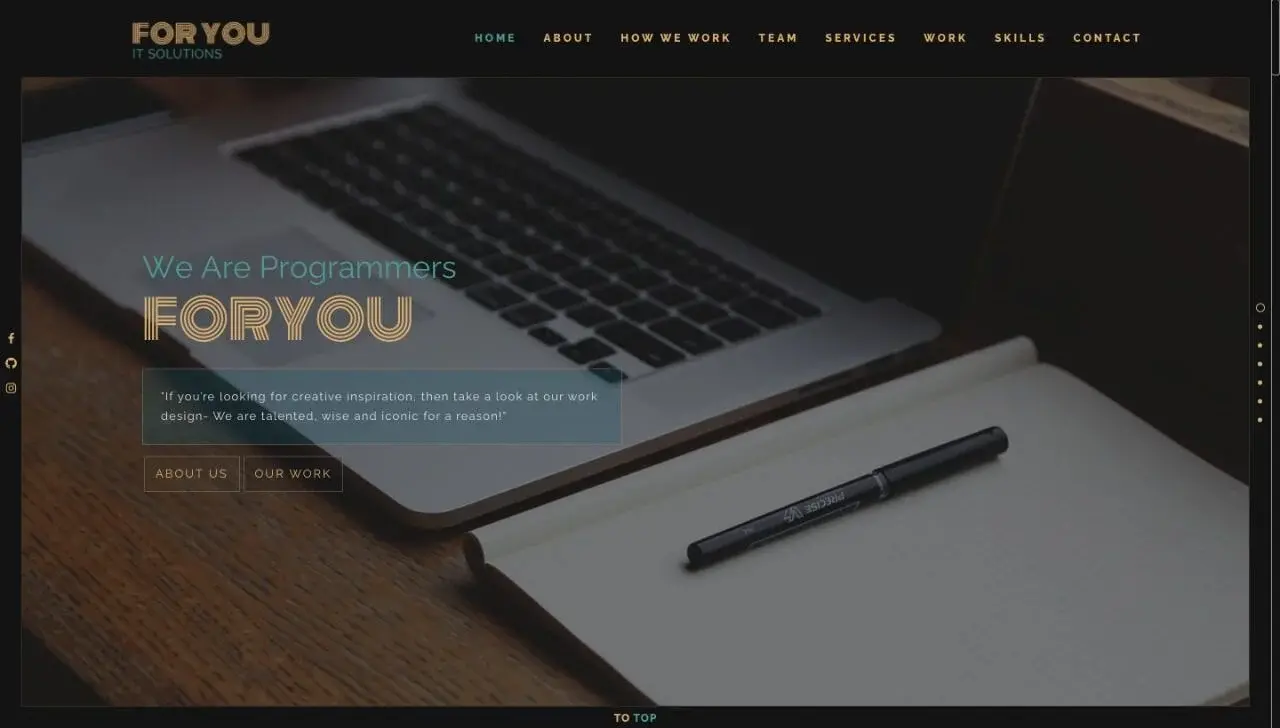 FOR YOU
IT SOLUTIONS
HOME ABOUT HOW WE WORK TEAM SERVICES WORK SKILLS CONTACT
We Are Programmers
FORYOU
"If you're looking for creative inspiration, then take a look at our work
design- We are talented, wise and iconic for a reason!"
ABOUT US OUR WORK
PRECISE V5
TO TOP